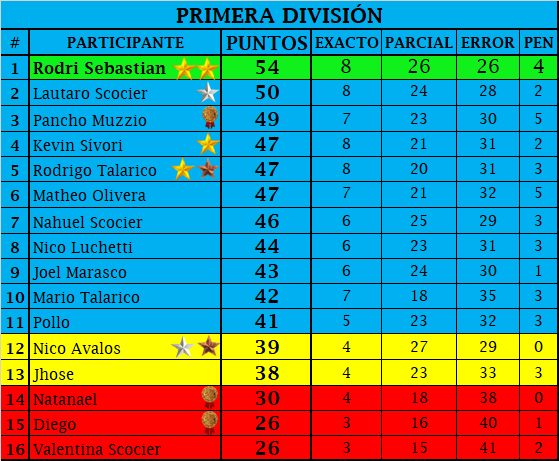 PRIMERA DIVISIÓN
# PARTICIPANTE PUNTOS EXACTO PARCIAL ERROR PEN
1 Rodri Sebastian 54 8 26 26 4
2 Lautaro Scocier 50 8 24 28 2
3 Pancho Muzzio 49 7 23 30 5
4 Kevin Sivori 47 8 21 31 2
5 Rodrigo Talarico 47 8 20 31 3
6 Matheo Olivera 47 7 21 32 5
7 Nahuel Scocier 46 6 25 29 3
8 Nico Luchetti 44 6 23 31 3
9 Joel Marasco 43 6 24 30 1
10 Mario Talarico 42 7 18 35 3
11 Pollo 41 5 23 32 3
12 Nico Avalos 39 4 27 29 0
13 Jhose 38 4 23 33 3
14 Natanael 30 4 18 38 0
15 Diego 26 3 16 40 1
16 Valentina Scocier 26 3 15 41 2